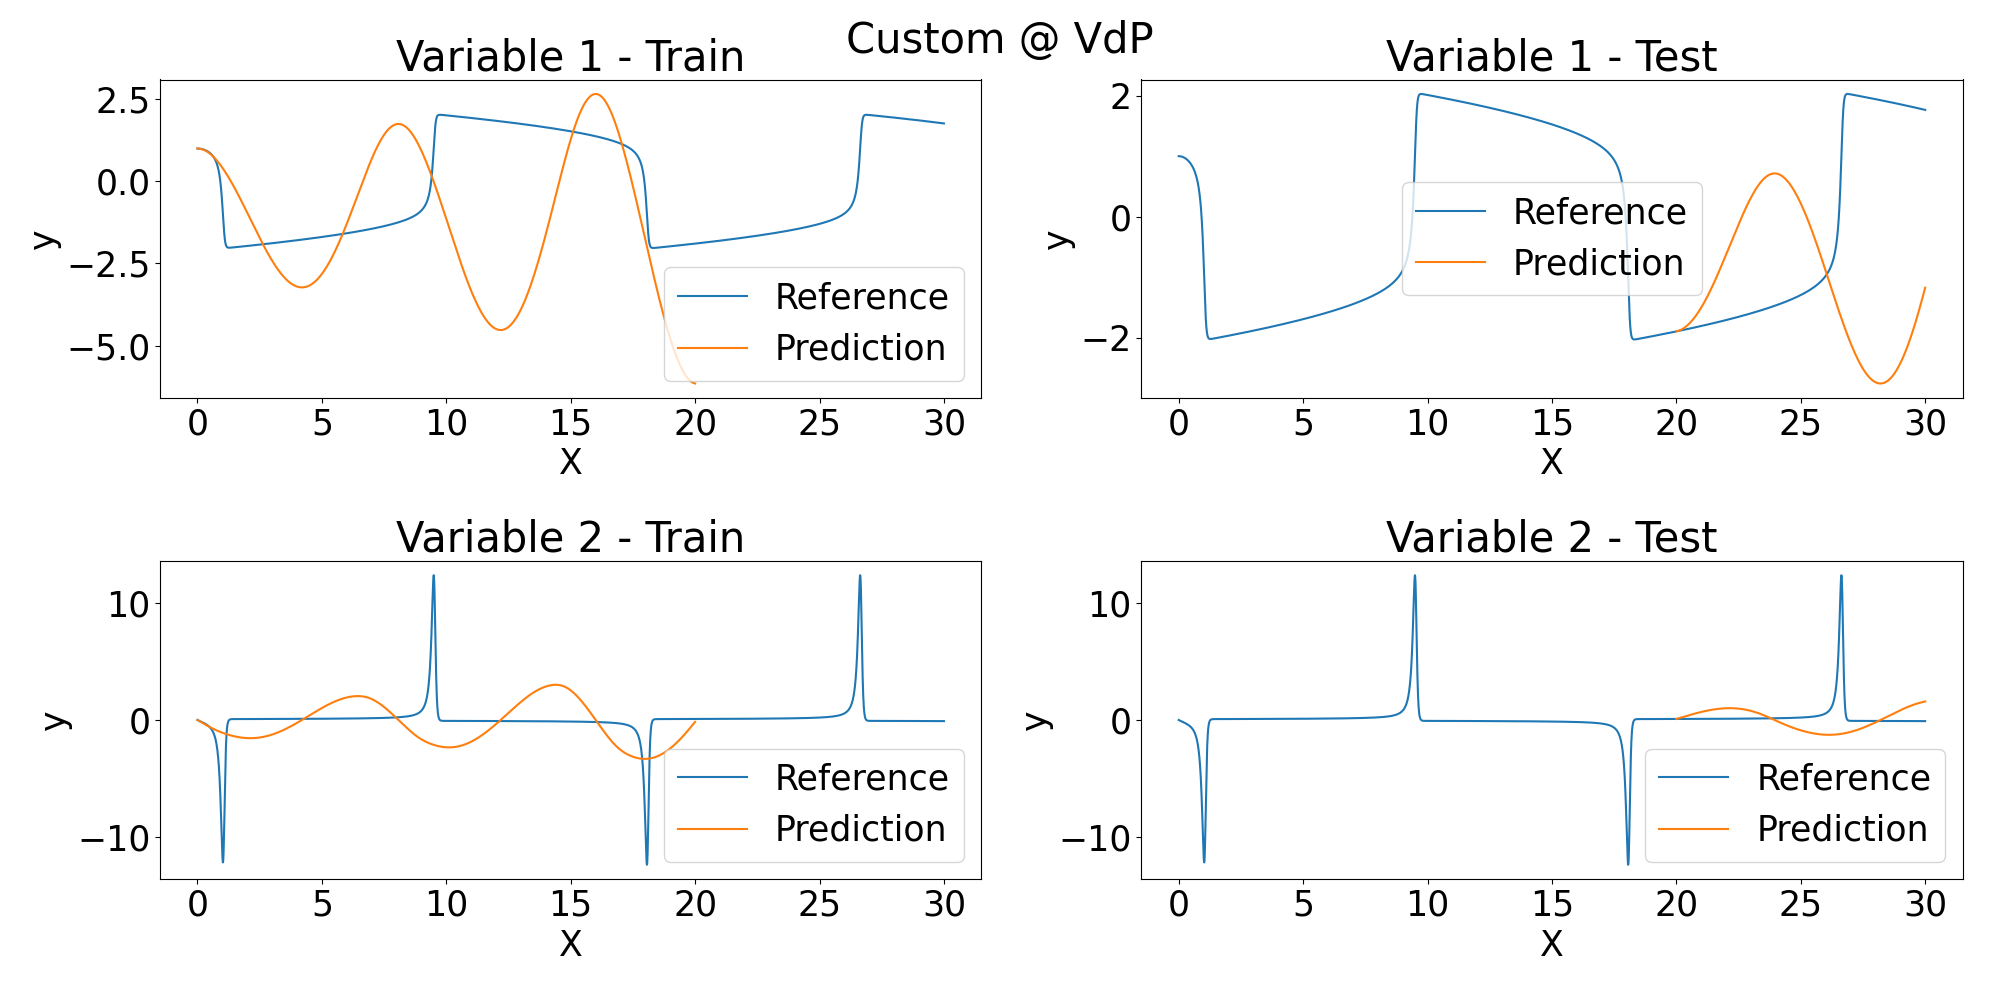 Custom @ VdP
Variable 1 - Train
2.5
0.0
−2.5
−5.0
y
0 5 10 15 20 25 30
X
Reference
Prediction
Variable 1 - Test
2
0
−2
y
0 5 10 15 20 25 30
X
Reference
Prediction
Variable 2 - Train
10
0
−10
y
0 5 10 15 20 25 30
X
Reference
Prediction
Variable 2 - Test
10
0
−10
y
0 5 10 15 20 25 30
X
Reference
Prediction